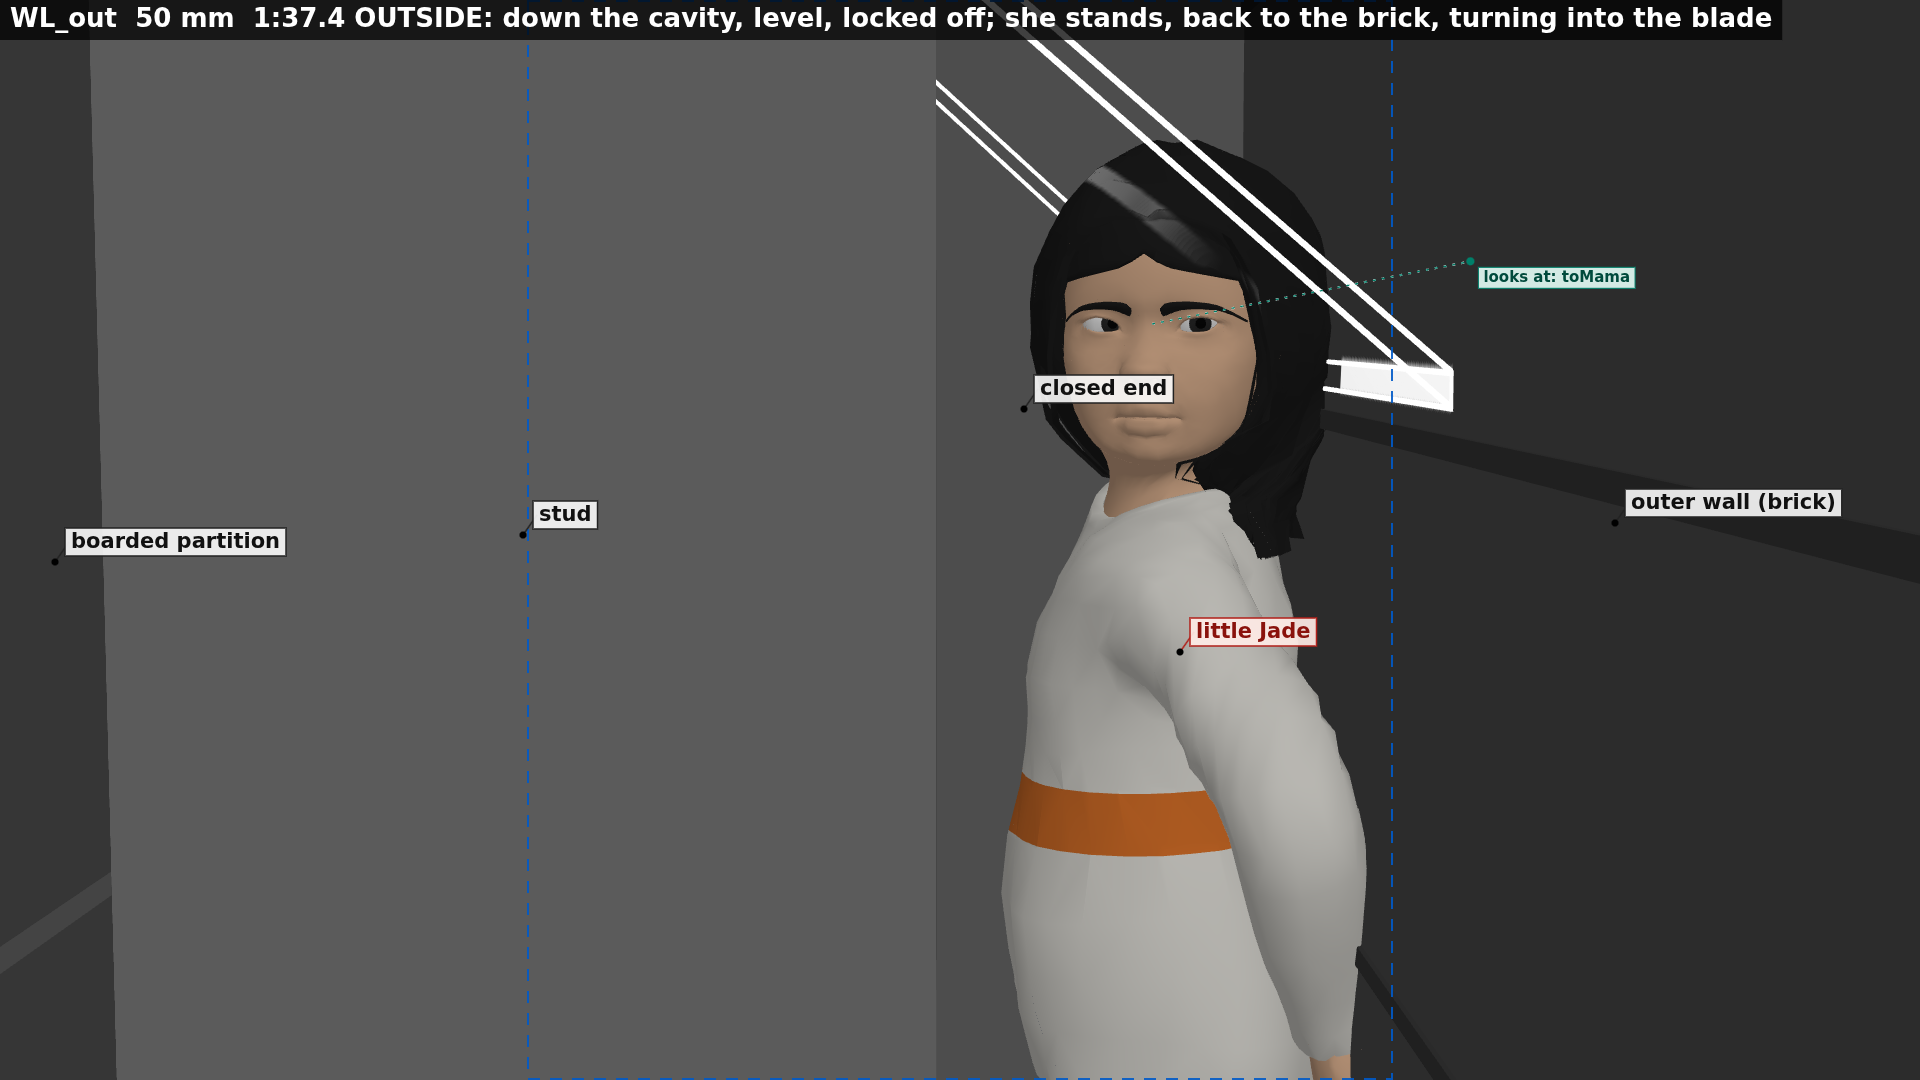 WL_out 50 mm 1:37.4 OUTSIDE: down the cavity, level, locked off; she stands, back to the brick, turning into the blade
looks at: toMama
closed end
outer wall (brick)
stud
boarded partition
little Jade